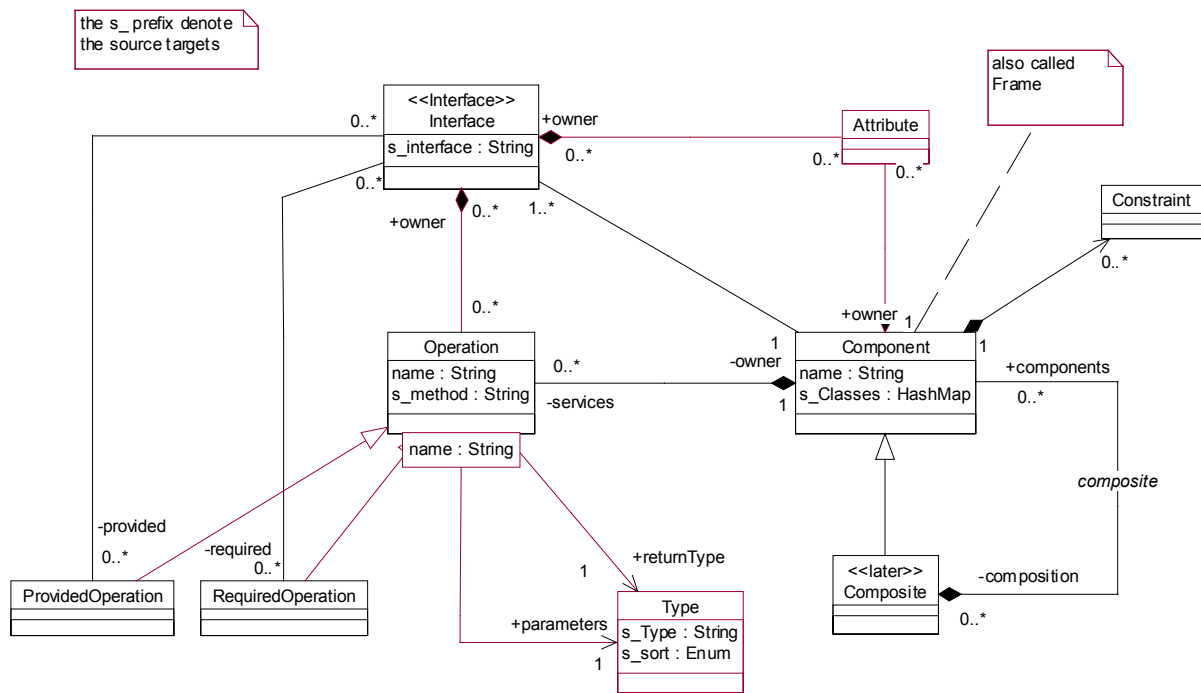 the s_ prefix denote
the source targets
also called
Frame
<<Interface>>
Interface
s_interface : String
0..*
0..*
+owner
0..*
Attribute
0..*
0..*
Constraint
0..*
+owner
0..*
1..*
0..*
+owner
1
1
-owner
1
1
Operation
name : String
s_method : String
0..*
-services
Component
name : String
s_Classes : HashMap
+components
0..*
name : String
composite
-provided
0..*
-required
0..*
+returnType
1
ProvidedOperation
RequiredOperation
+parameters
1
Type
s_Type : String
s_sort : Enum
<<later>>
Composite
-composition
0..*